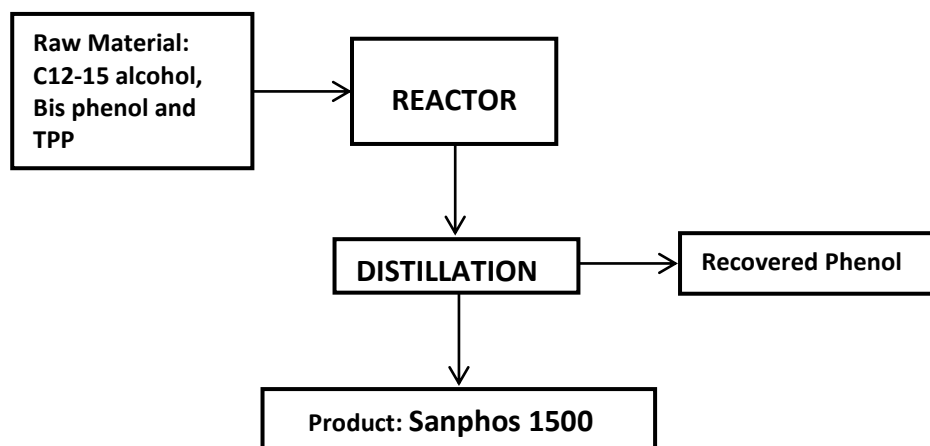 Raw Material:
C12-15 alcohol,
Bis phenol and
TPP
REACTOR
DISTILLATION
Recovered Phenol
Product: Sanphos 1500